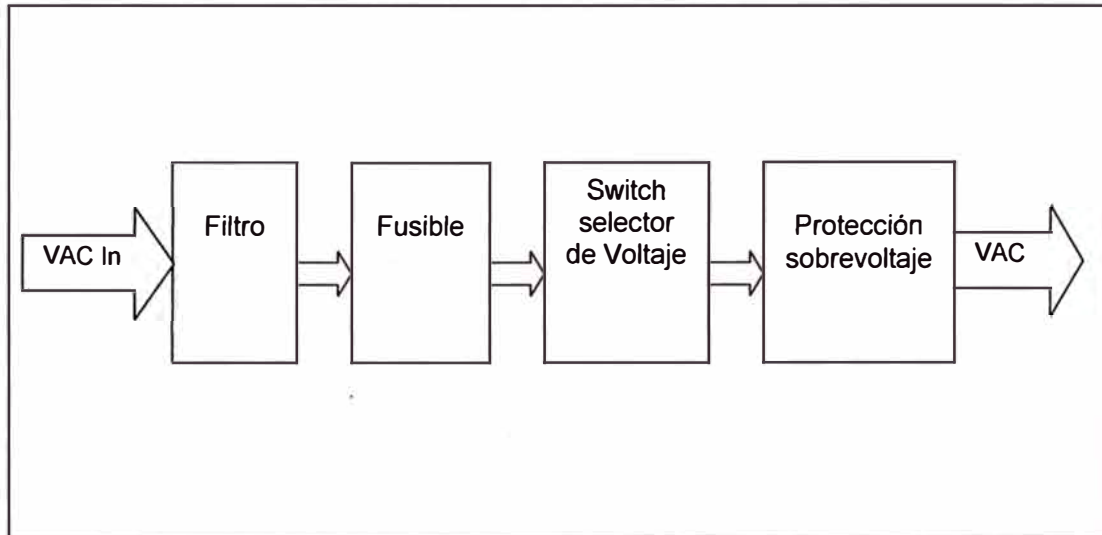 VAC In
Filtro
Fusible
Switch
selector
de Voltaje
Protección
sobrevoltaje
VAC